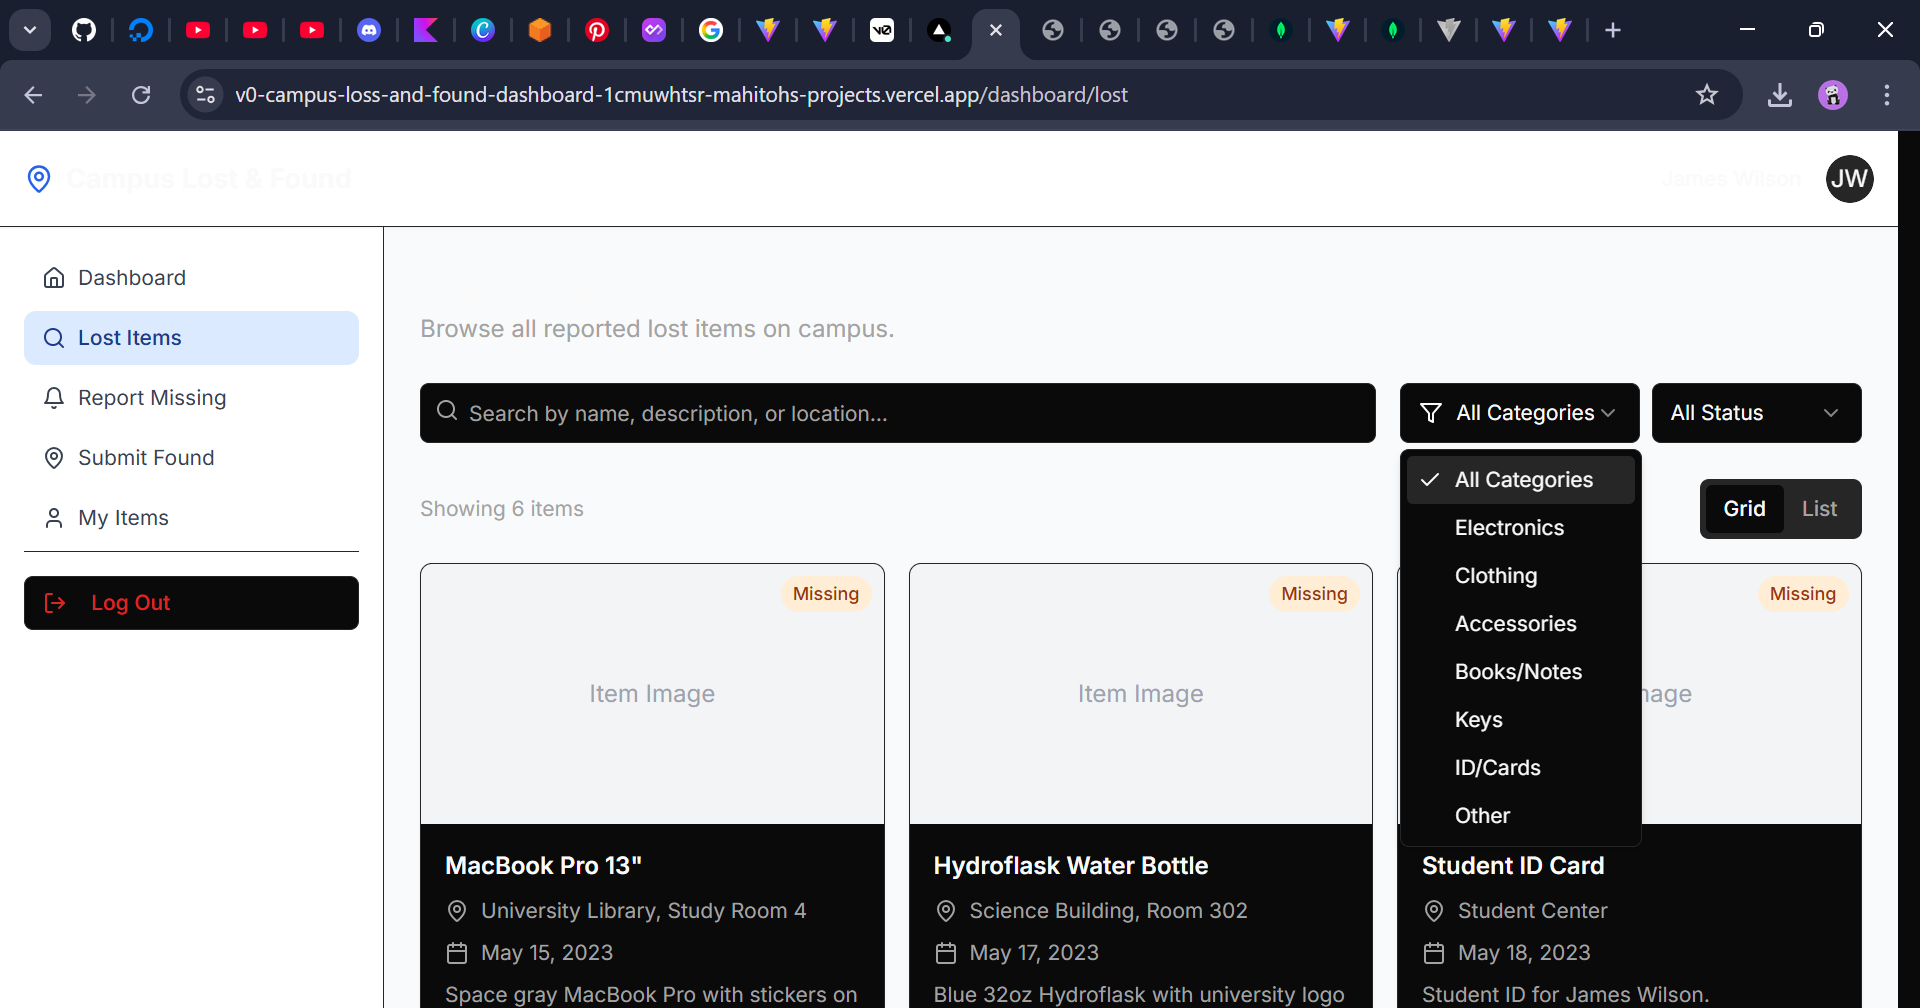 v0-campus-loss-and-found-dashboard-1cmuwhtsr-mahitohs-projects.vercel.app/dashboard/lost
Campus Lost & Found
James Wilson
JW
Dashboard
Lost Items
Report Missing
Submit Found
My Items
Log Out
Browse all reported lost items on campus.
Search by name, description, or location...
All Categories
All Status
All Categories
Electronics
Clothing
Accessories
Books/Notes
Keys
ID/Cards
Other
Showing 6 items
Grid
List
Missing
Item Image
MacBook Pro 13"
University Library, Study Room 4
May 15, 2023
Space gray MacBook Pro with stickers on
Missing
Item Image
Hydroflask Water Bottle
Science Building, Room 302
May 17, 2023
Blue 32oz Hydroflask with university logo
Missing
mage
Student ID Card
Student Center
May 18, 2023
Student ID for James Wilson.